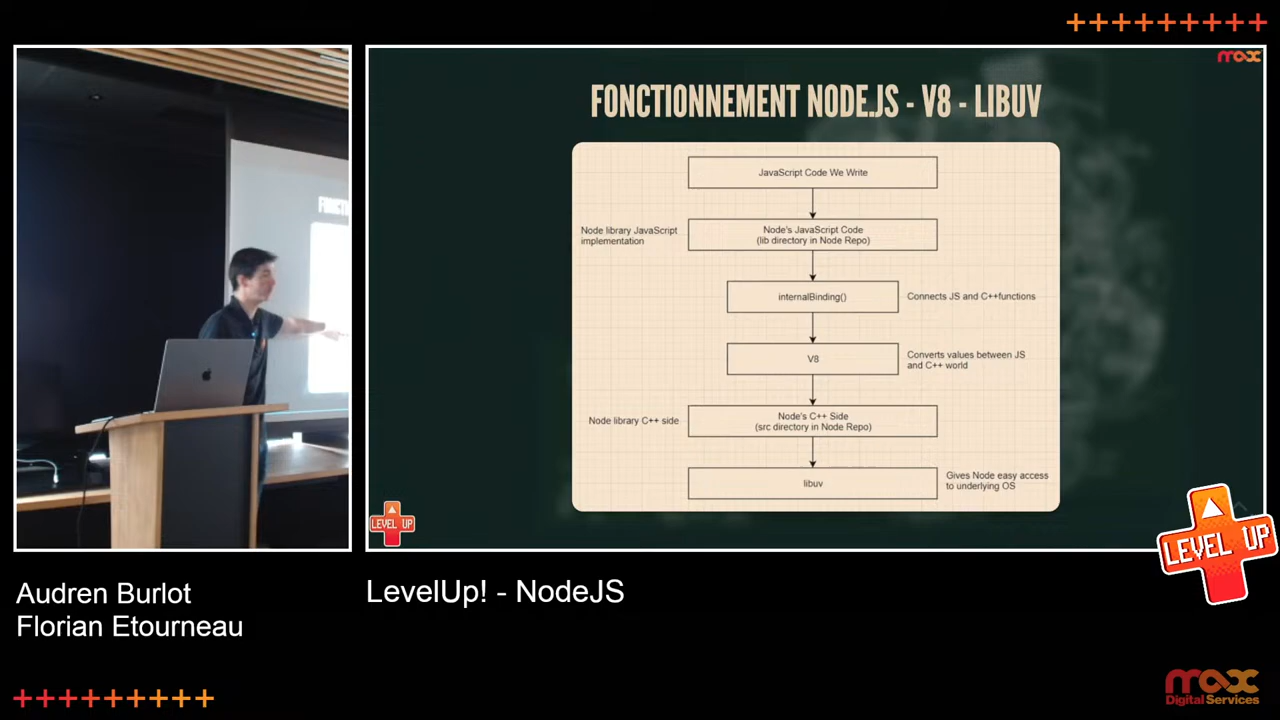 max
FONCTIONNEMENT NODE.JS - V8 - LIBUV
JavaScript Code We Write
Node library JavaScript
implementation
Node's JavaScript Code
(lib directory in Node Repo)
internalBinding()
Connects JS and C++functions
V8
Converts values between JS
and C++ world
Node library C++ side
Node's C++ Side
(src directory in Node Repo)
libuv
Gives Node easy access
to underlying OS
LEVEL UP
LEVEL UP
Audren Burlot
Florian Etourneau
LevelUp! - NodeJS
max
Digital Services